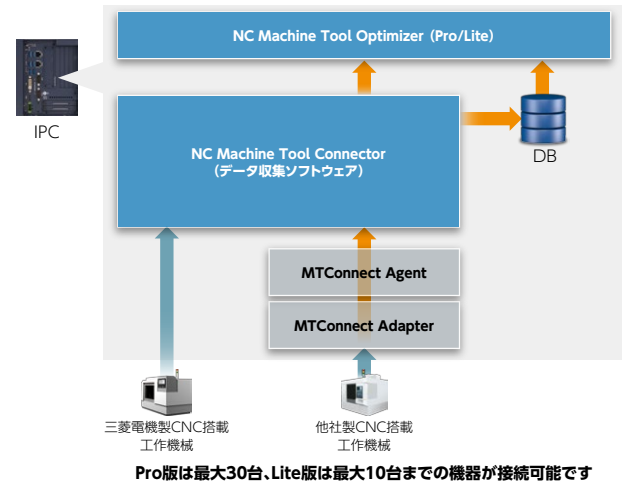 NC Machine Tool Optimizer (Pro/Lite)
IPC
NC Machine Tool Connector
(データ収集ソフトウェア)
DB
MTConnect Agent
MTConnect Adapter
三菱電機製CNC搭載
工作機械
他社製CNC搭載
工作機械
Pro版は最大30台、Lite版は最大10台までの機器が接続可能です